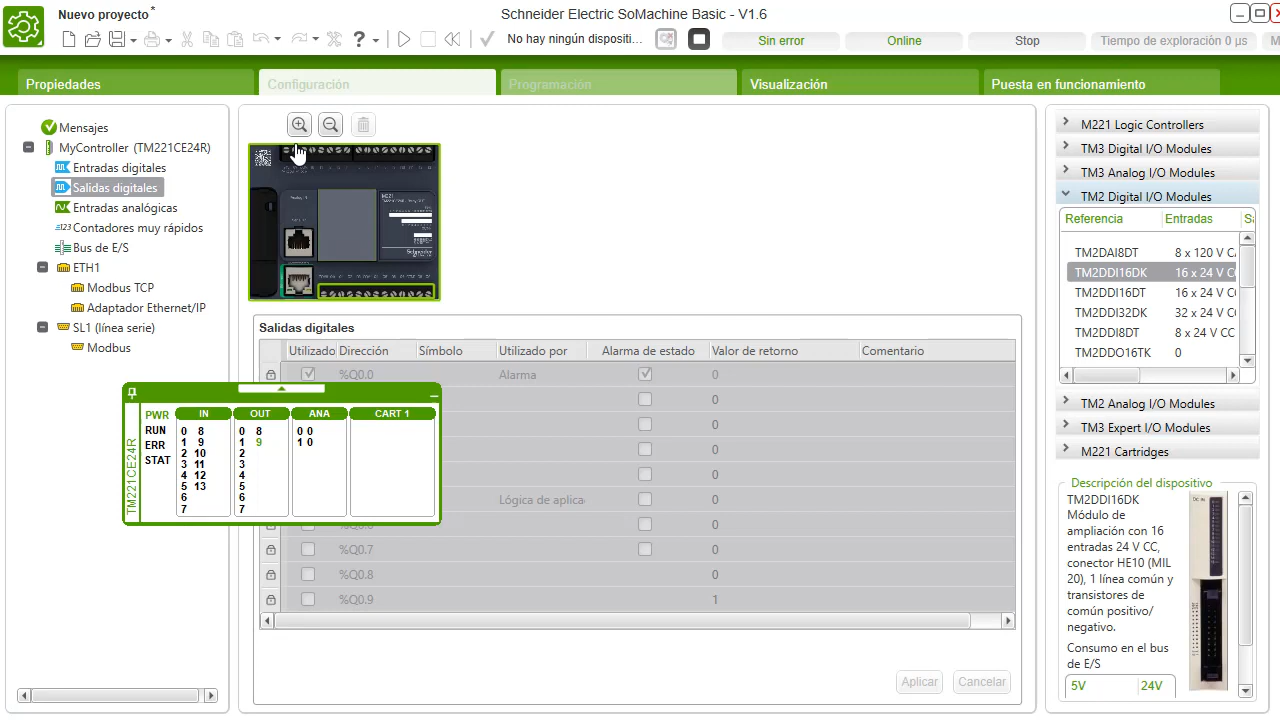 Nuevo proyecto *
Schneider Electric SoMachine Basic - V1.6
No hay ningún dispositi...
Sin error
Online
Stop
Tiempo de exploración 0 µs
M
Propiedades
Configuración
Programación
Visualización
Puesta en funcionamiento
Mensajes
MyController (TM221CE24R)
Entradas digitales
Salidas digitales
Entradas analógicas
Contadores muy rápidos
Bus de E/S
ETH1
Modbus TCP
Adaptador Ethernet/IP
SL1 (línea serie)
Modbus
M221
Salidas digitales
Utilizado Dirección Símbolo Utilizado por Alarma de estado Valor de retorno Comentario
%Q0.0 Alarma 0
0
0
0
0
Lógica de aplica 0
0
%Q0.7 0
%Q0.8 0
%Q0.9 1
Aplicar
Cancelar
TM221CE24R
PWR
RUN
ERR
STAT
IN
0 8
1 9
2 10
3 11
4 12
5 13
6
7
OUT
0 8
1 9
2
3
4
5
6
7
ANA
0 0
1 0
CART 1
M221 Logic Controllers
TM3 Digital I/O Modules
TM3 Analog I/O Modules
TM2 Digital I/O Modules
Referencia Entradas Sa
TM2DAI8DT 8 x 120 V C
TM2DDI16DK 16 x 24 V C
TM2DDI16DT 16 x 24 V C
TM2DDI32DK 32 x 24 V C
TM2DDI8DT 8 x 24 V CC
TM2DDO16TK 0
TM2 Analog I/O Modules
TM3 Expert I/O Modules
M221 Cartridges
Descripción del dispositivo
TM2DDI16DK
Módulo de
ampliación con 16
entradas 24 V CC,
conector HE10 (MIL
20), 1 línea común y
transistores de
común positivo/
negativo.
Consumo en el bus
de E/S
5V 24V